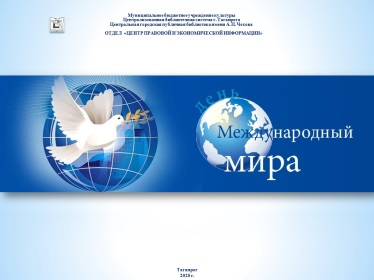 Муниципальное бюджетное учреждение культуры
Централизованная библиотечная система г. Таганрога
Центральная городская публичная библиотека имени А.П. Чехова
ОТДЕЛ «ЦЕНТР ПРАВОВОЙ И ЭКОНОМИЧЕСКОЙ ИНФОРМАЦИИ»
день
Международный
мира
Таганрог
2020 г.